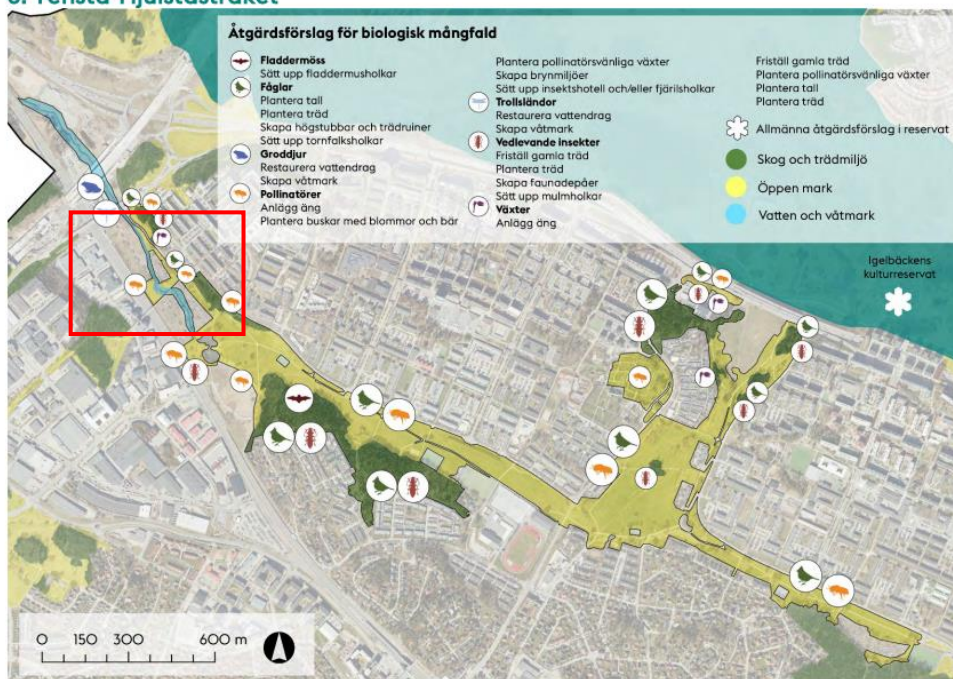 Åtgärdsförslag för biologisk mångfald
Fladdermöss
Sätt upp fladdermusholkar
Fåglar
Plantera tall
Plantera träd
Skapa högstubbar och trädruiner
Sätt upp tornfalksholkar
Groddjur
Restaurera vattendrag
Skapa våtmark
Pollinatörer
Anlägg äng
Plantera buskar med blommor och bär
Plantera pollinatörsvänliga växter
Skapa brynmiljöer
Sätt upp insektshotell och/eller fjärilsholkar
Trollsländor
Restaurera vattendrag
Skapa våtmark
Vedlevande insekter
Friställ gamla träd
Plantera träd
Skapa faunadepåer
Sätt upp mulmholkar
Växter
Anlägg äng
Friställ gamla träd
Plantera pollinatörsvänliga växter
Plantera tall
Plantera träd
Allmänna åtgärdsförslag i reservat
Skog och trädmiljö
Öppen mark
Vatten och våtmark
Igelbäckens
kulturreservat
0 150 300 600 m